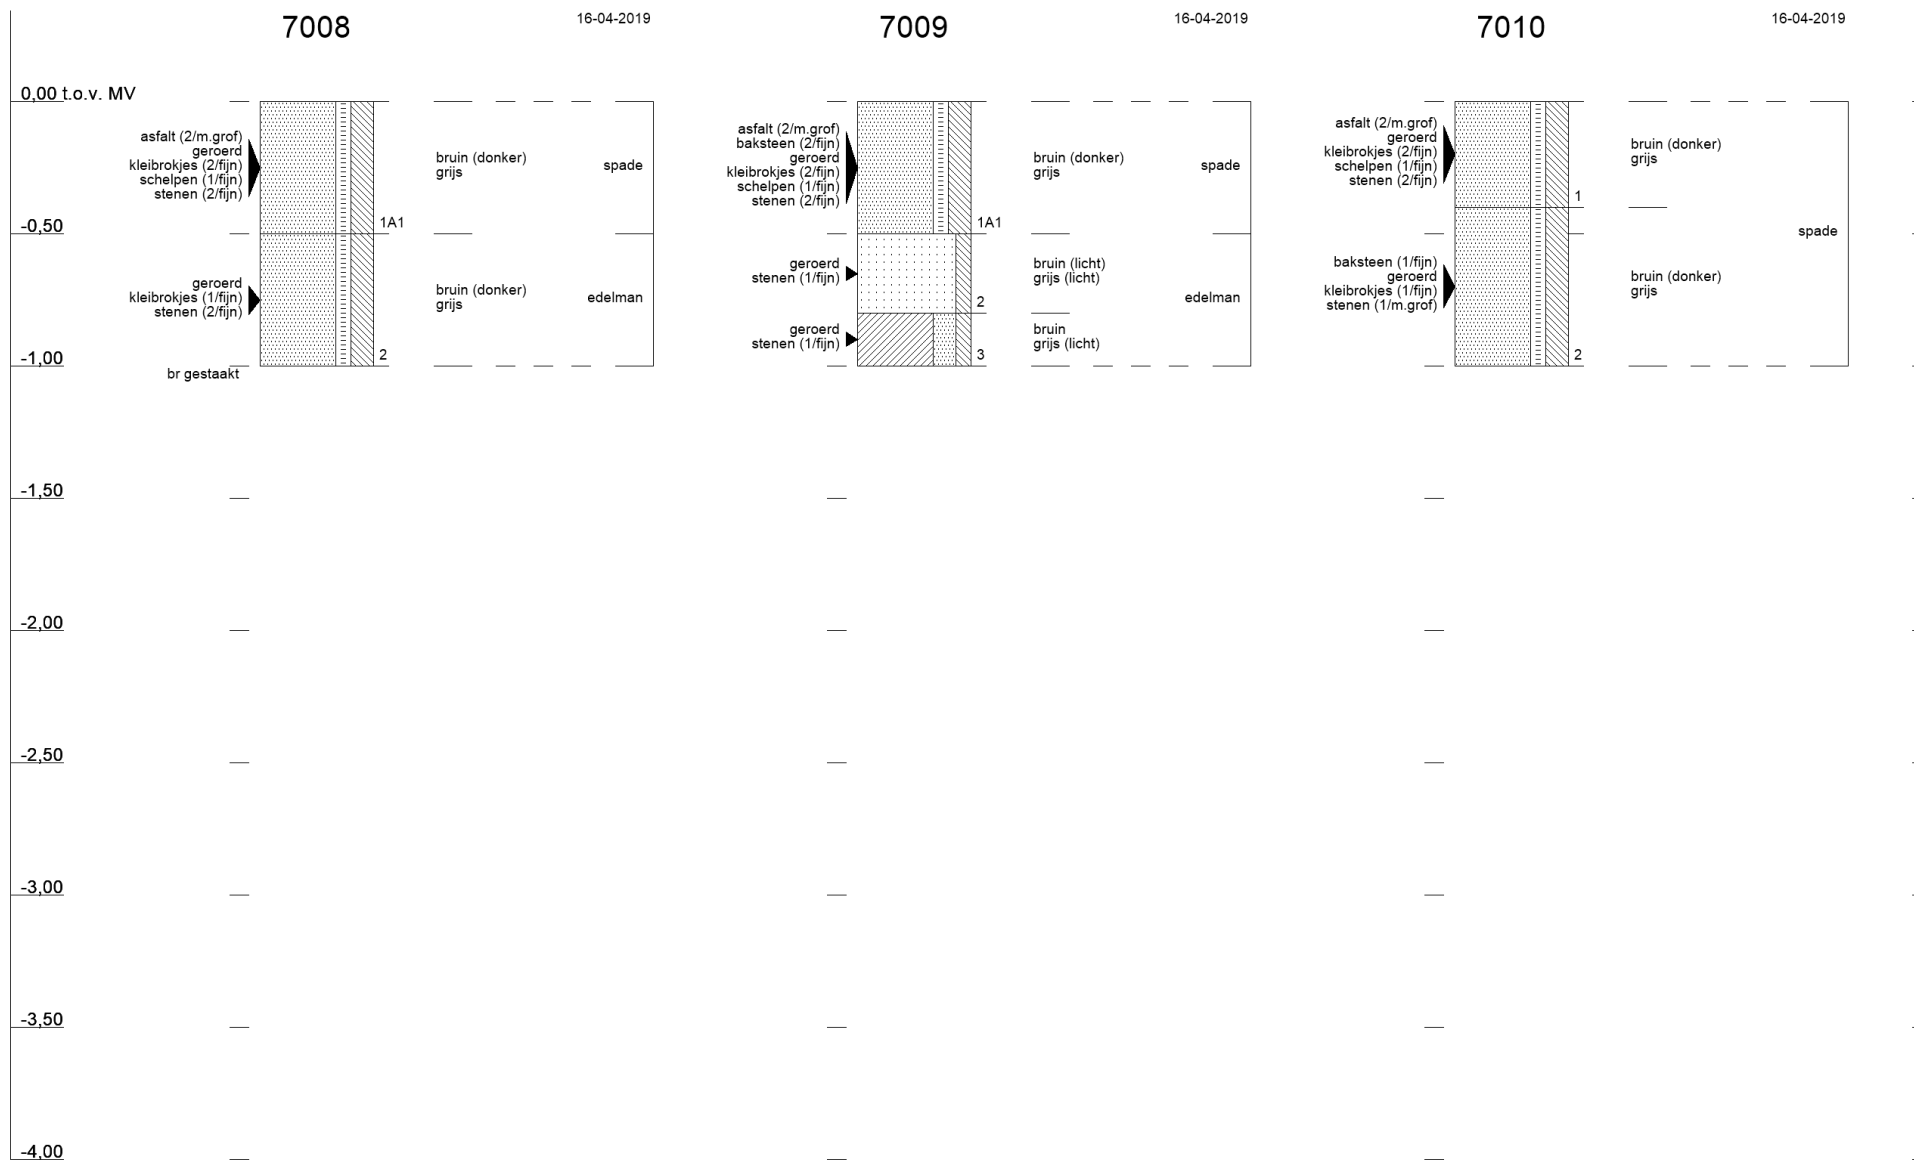 7008
16-04-2019
7009
16-04-2019
7010
16-04-2019
0,00 t.o.v. MV
-0,50
-1,00
-1,50
-2,00
-2,50
-3,00
-3,50
-4,00
asfalt (2/m.grof)
geroerd
kleibrokjes (2/fijn)
schelpen (1/fijn)
stenen (2/fijn)
1A1
bruin (donker)
grijs
spade
geroerd
kleibrokjes (1/fijn)
stenen (2/fijn)
2
bruin (donker)
grijs
edelman
br gestaakt
asfalt (2/m.grof)
baksteen (2/fijn)
geroerd
kleibrokjes (2/fijn)
schelpen (1/fijn)
stenen (2/fijn)
1A1
bruin (donker)
grijs
spade
geroerd
stenen (1/fijn)
2
bruin (licht)
grijs (licht)
edelman
geroerd
stenen (1/fijn)
3
bruin
grijs (licht)
asfalt (2/m.grof)
geroerd
kleibrokjes (2/fijn)
schelpen (1/fijn)
stenen (2/fijn)
1
bruin (donker)
grijs
spade
baksteen (1/fijn)
geroerd
kleibrokjes (1/fijn)
stenen (1/m.grof)
2
bruin (donker)
grijs